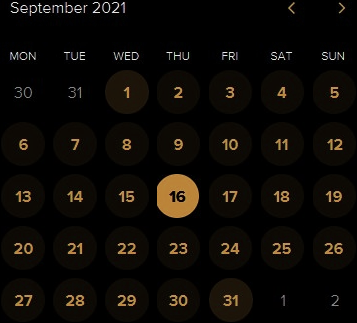 September 2021
MON TUE WED THU FRI SAT SUN
30 31 1 2 3 4 5
6 7 8 9 10 11 12
13 14 15 16 17 18 19
20 21 22 23 24 25 26
27 28 29 30 31 1 2